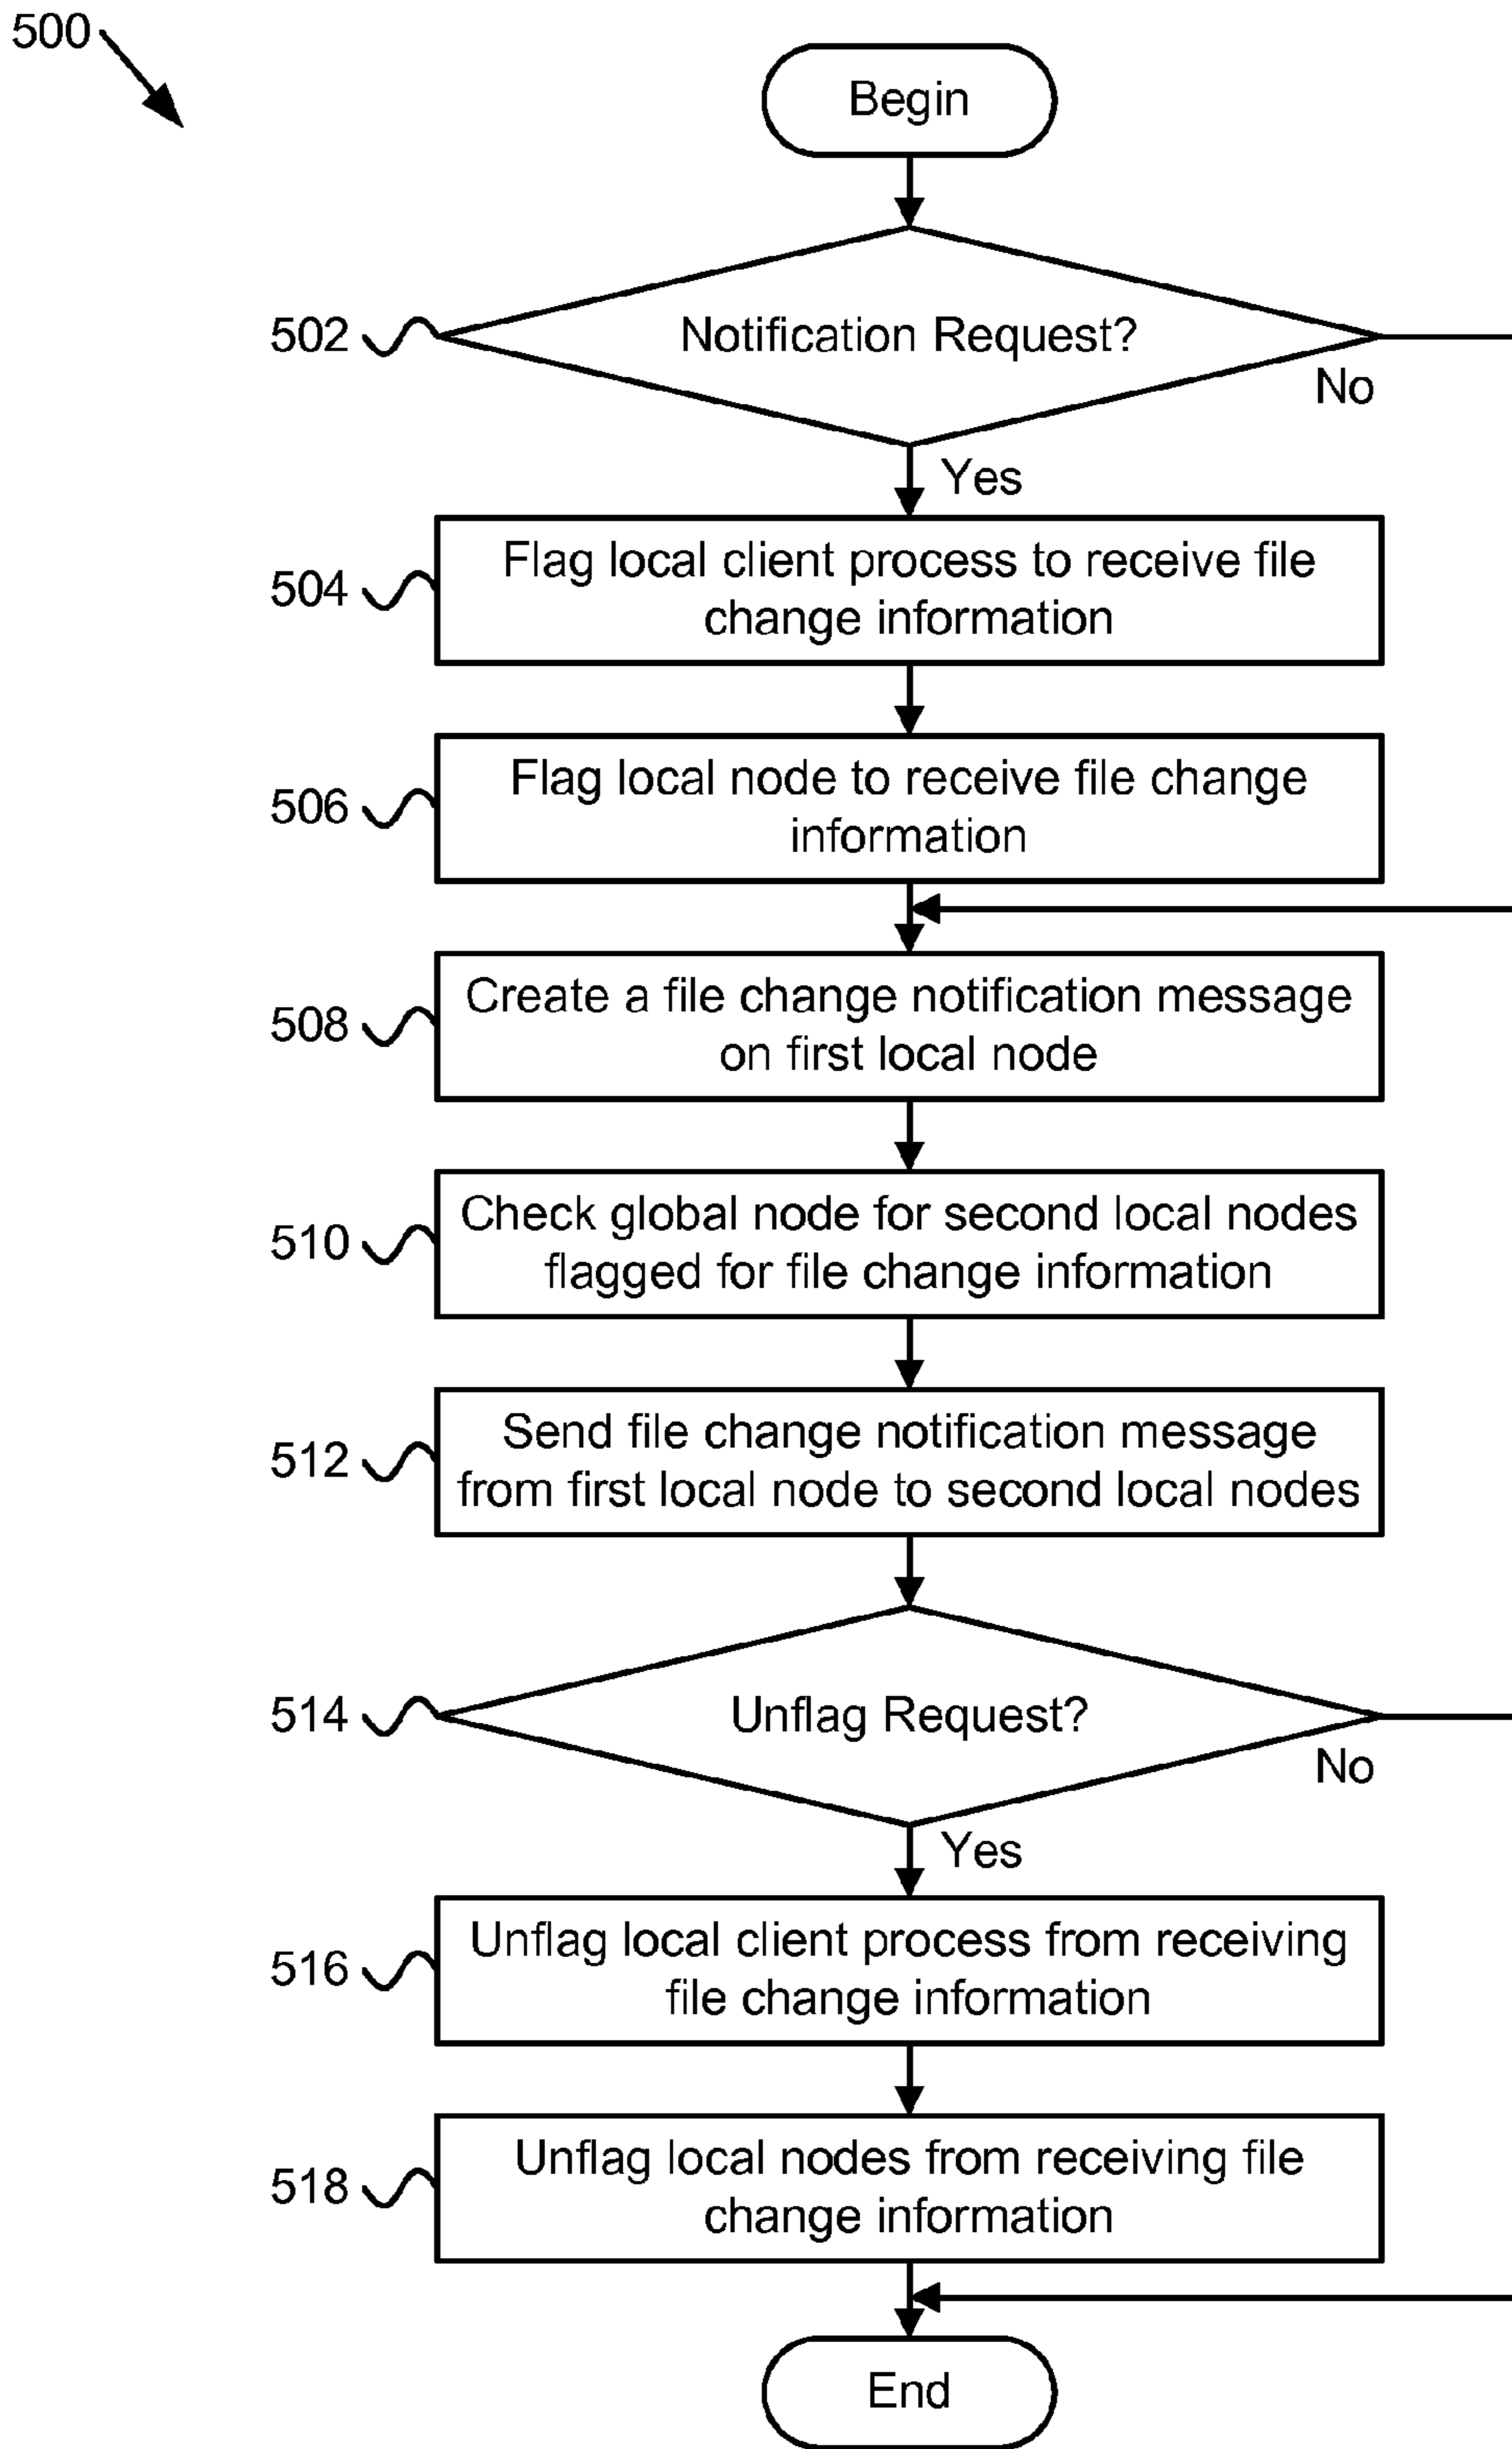 500
Begin
502
Notification Request?
No
Yes
504
Flag local client process to receive file
change information
506
Flag local node to receive file change
information
508
Create a file change notification message
on first local node
510
Check global node for second local nodes
flagged for file change information
512
Send file change notification message
from first local node to second local nodes
514
Unflag Request?
No
Yes
516
Unflag local client process from receiving
file change information
518
Unflag local nodes from receiving file
change information
End